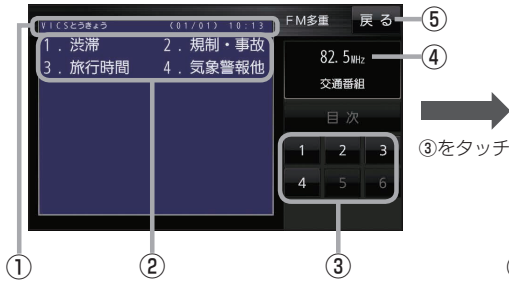 VICSとうきょう (01/01) 10:13 FM多重 戻る ⑤
1．渋滞 2．規制・事故
3．旅行時間 4．気象警報他
82.5MHz ④
交通番組
目次
1 2 3
4 5 6
③をタッチ
① ② ③